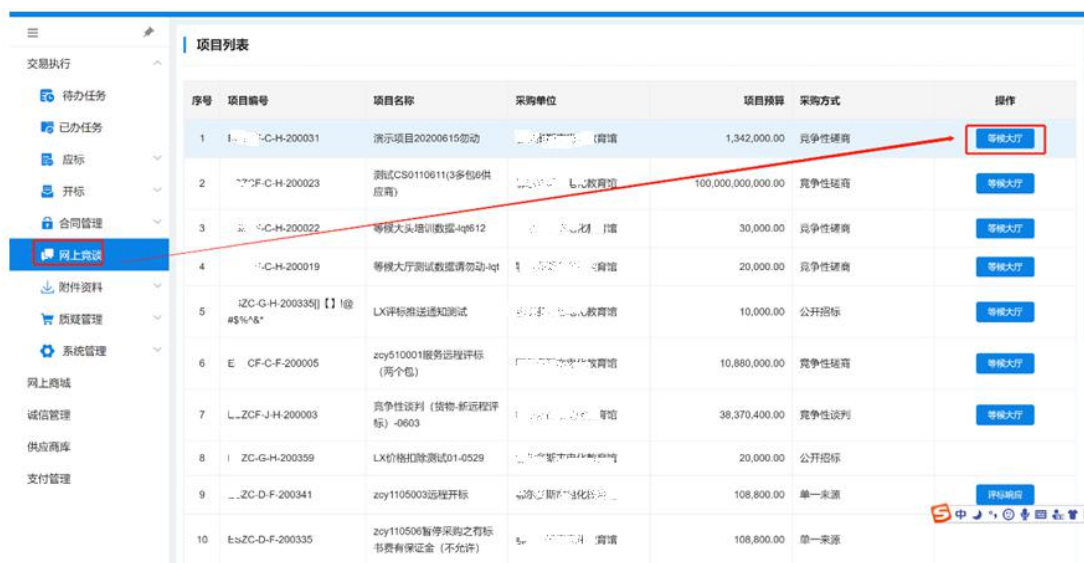 项目列表
交易执行
待办任务
已办任务
应标
开标
合同管理
网上竞谈
附件资料
质疑管理
系统管理
网上商城
诚信管理
供应商库
支付管理
序号 项目编号 项目名称 采购单位 项目预算 采购方式 操作
1 -C-H-200031 演示项目20200615勿动 育馆 1,342,000.00 竞争性磋商 等候大厅
2 CF-C-H-200023 测试CS0110611(3多包6供
应商) 教育馆 100,000,000,000.00 竞争性磋商 等候大厅
3 -C-H-200022 等候大头培训数据-lqt612 馆 30,000.00 竞争性磋商 等候大厅
4 -C-H-200019 等候大厅测试数据请勿动-lqt 育馆 20,000.00 竞争性磋商 等候大厅
5 ZC-G-H-200335[]【】!@
#$%^&* LX评标推送通知测试 教育馆 10,000.00 公开招标 等候大厅
6 E CF-C-F-200005 zcy510001服务远程评标
（两个包） 教育馆 10,880,000.00 竞争性磋商 等候大厅
7 ZCF-J-H-200003 竞争性谈判（货物-新远程评
标）-0603 38,370,400.00 竞争性谈判 等候大厅
8 ZC-G-H-200359 LX价格扣除测试01-0529 20,000.00 公开招标
9 ZC-D-F-200341 zcy1105003远程开标 108,800.00 单一来源 评标响应
10 ZC-D-F-200335 zcy110506暂停采购之有标
书费有保证金（不允许） 育馆 108,800.00 单一来源
中